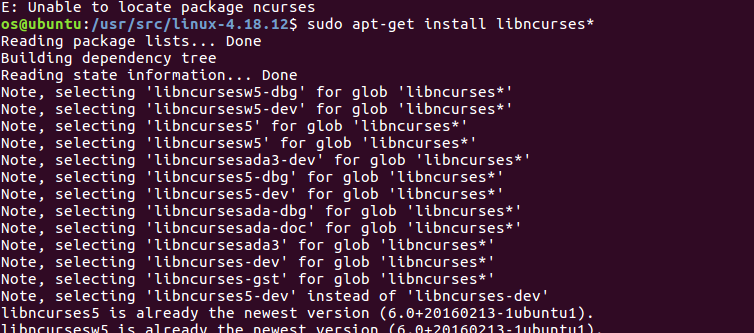 E: Unable to locate package ncurses
os@ubuntu:/usr/src/linux-4.18.12$ sudo apt-get install libncurses*
Reading package lists... Done
Building dependency tree
Reading state information... Done
Note, selecting 'libncursesw5-dbg' for glob 'libncurses*'
Note, selecting 'libncursesw5-dev' for glob 'libncurses*'
Note, selecting 'libncurses5' for glob 'libncurses*'
Note, selecting 'libncursesw5' for glob 'libncurses*'
Note, selecting 'libncursesada3-dev' for glob 'libncurses*'
Note, selecting 'libncurses5-dbg' for glob 'libncurses*'
Note, selecting 'libncurses5-dev' for glob 'libncurses*'
Note, selecting 'libncursesada-dbg' for glob 'libncurses*'
Note, selecting 'libncursesada-doc' for glob 'libncurses*'
Note, selecting 'libncursesada3' for glob 'libncurses*'
Note, selecting 'libncurses-dev' for glob 'libncurses*'
Note, selecting 'libncurses-gst' for glob 'libncurses*'
Note, selecting 'libncurses5-dev' instead of 'libncurses-dev'
libncurses5 is already the newest version (6.0+20160213-1ubuntu1).
libncursesw5 is already the newest version (6.0+20160213-1ubuntu1).